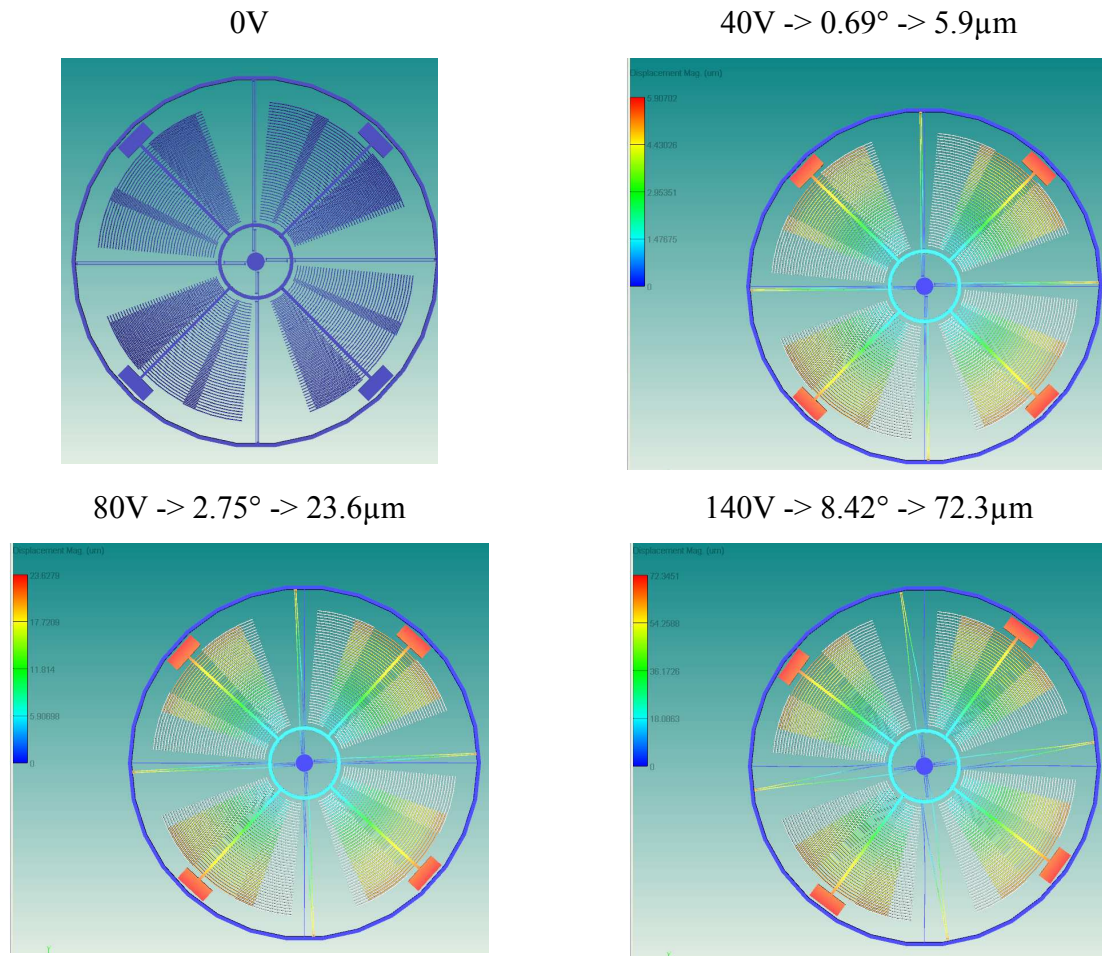 0V
40V -> 0.69° -> 5.9µm
Displacement Mag. (um)
5.90702
4.43026
2.95351
1.47675
0
80V -> 2.75° -> 23.6µm
Displacement Mag. (um)
23.6279
17.7209
11.814
5.90698
0
140V -> 8.42° -> 72.3µm
Displacement Mag. (um)
72.3451
54.2588
36.1726
18.0863
0